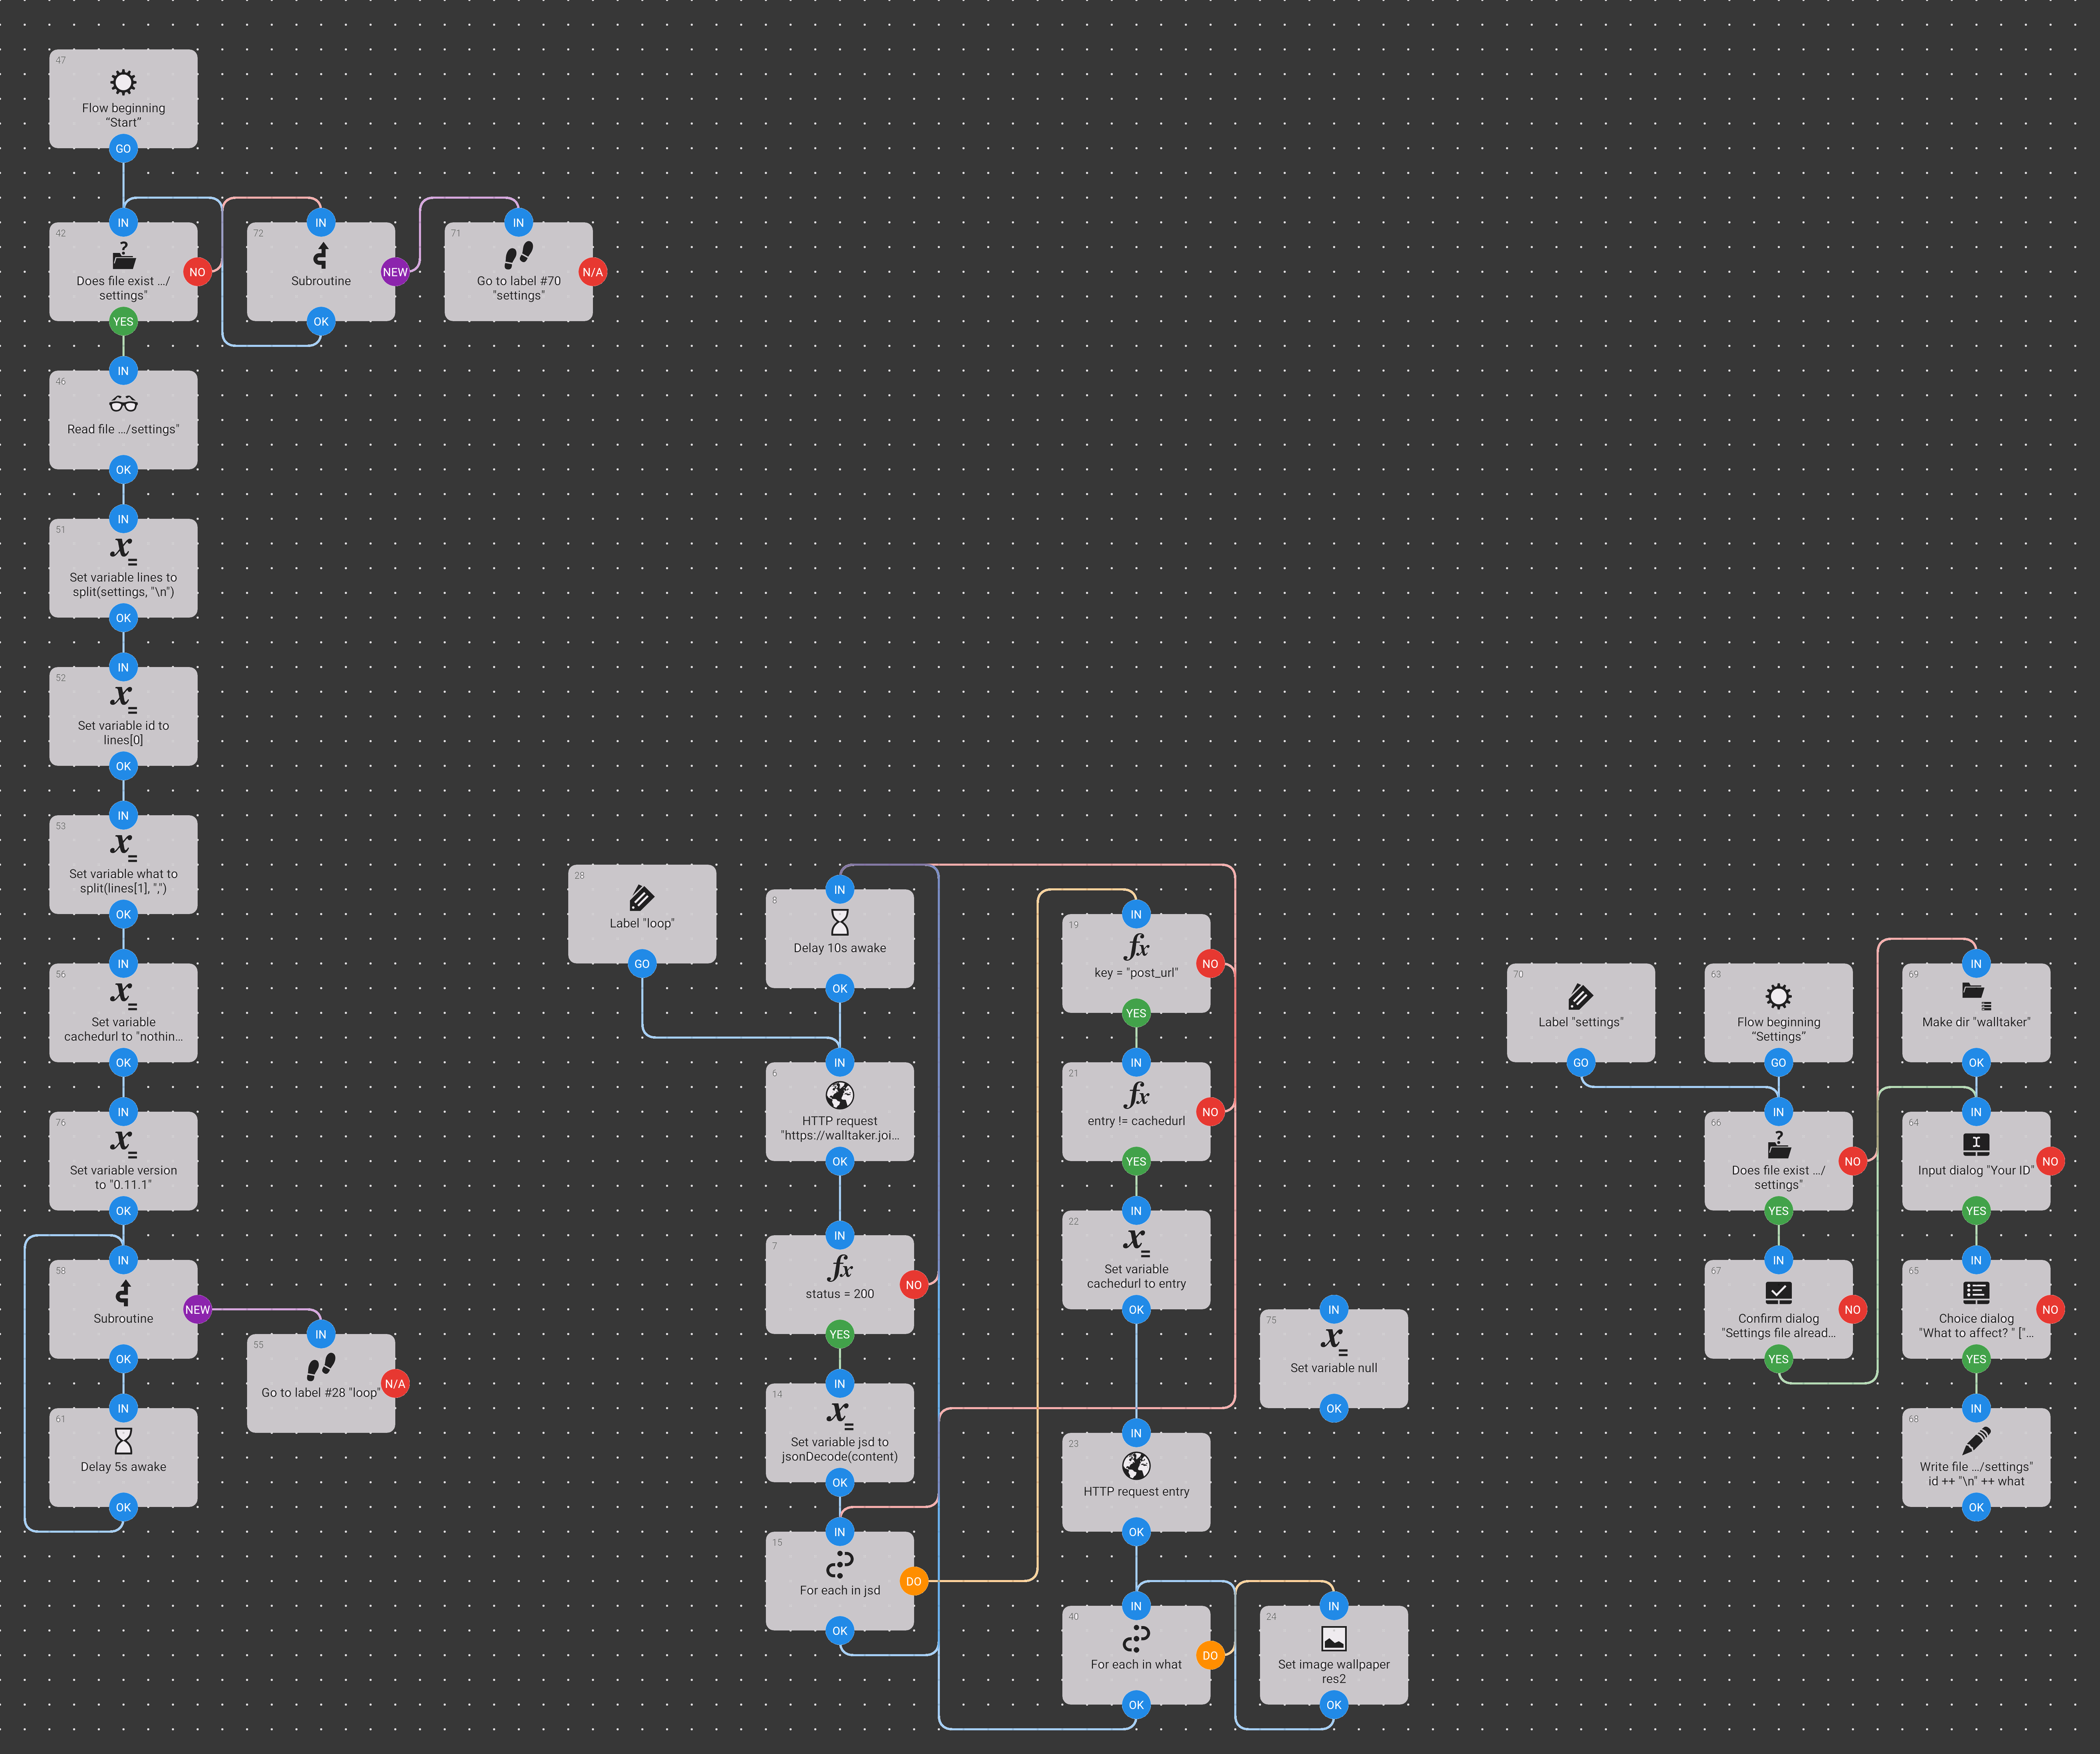 47
Flow beginning
“Start”
GO
IN
42
Does file exist .../
settings"
NO
YES
IN
72
Subroutine
NEW
OK
IN
71
Go to label #70
"settings"
N/A
IN
46
Read file .../settings"
OK
IN
51
Set variable lines to
split(settings, "\n")
OK
IN
52
Set variable id to
lines[0]
OK
IN
53
Set variable what to
split(lines[1], ",")
OK
IN
56
Set variable
cachedurl to "nothin...
OK
IN
76
Set variable version
to "0.11.1"
OK
IN
58
Subroutine
NEW
OK
IN
55
Go to label #28 "loop"
N/A
IN
61
Delay 5s awake
OK
28
Label "loop"
GO
IN
8
Delay 10s awake
OK
IN
6
HTTP request
"https://walltaker.joi...
OK
IN
7
status = 200
NO
YES
IN
14
Set variable jsd to
jsonDecode(content)
OK
IN
15
For each in jsd
DO
OK
IN
19
key = "post_url"
NO
YES
IN
21
entry != cachedurl
NO
YES
IN
22
Set variable
cachedurl to entry
OK
IN
23
HTTP request entry
OK
IN
40
For each in what
DO
OK
IN
75
Set variable null
OK
IN
24
Set image wallpaper
res2
OK
70
Label "settings"
GO
63
Flow beginning
“Settings”
GO
IN
66
Does file exist .../
settings"
NO
YES
IN
67
Confirm dialog
"Settings file alread...
NO
YES
IN
69
Make dir "walltaker"
OK
IN
64
Input dialog "Your ID"
NO
YES
IN
65
Choice dialog
"What to affect? " ["...
NO
YES
IN
68
Write file .../settings"
id ++ "\n" ++ what
OK